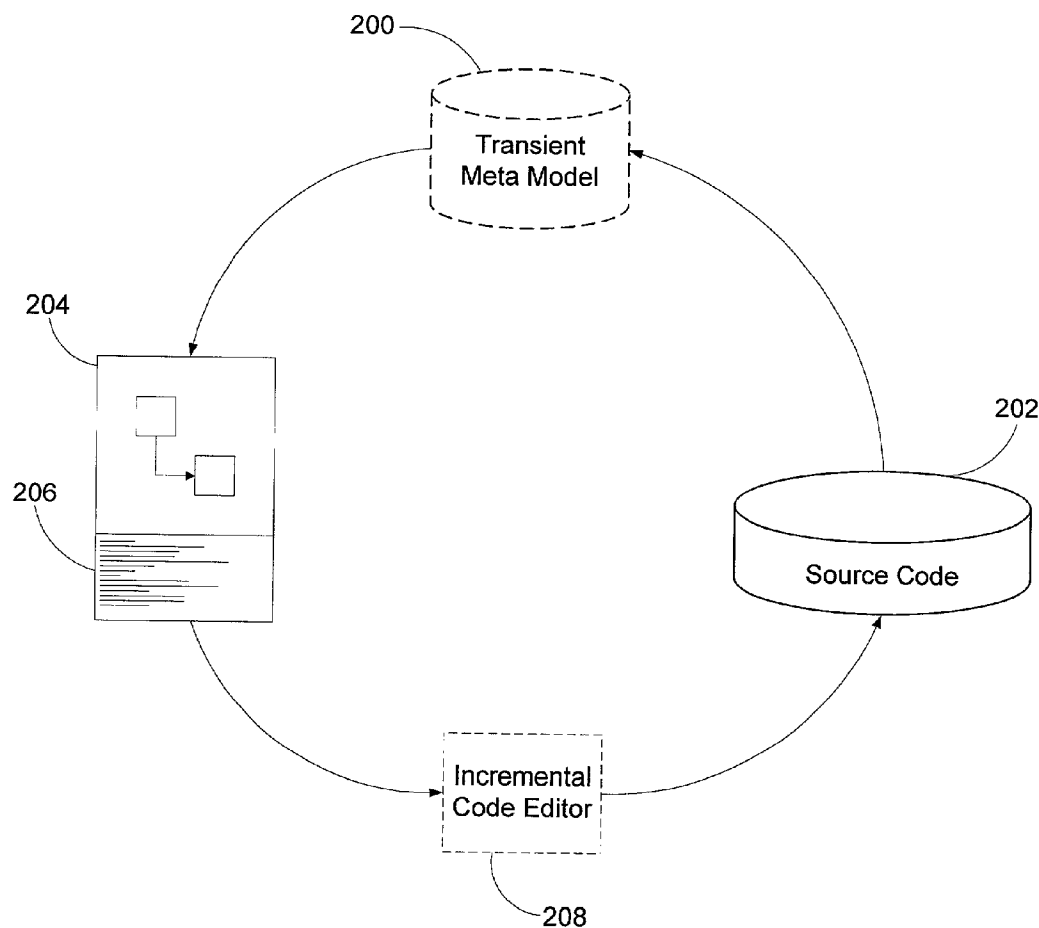 200
Transient
Meta Model
204
202
206
Source Code
Incremental
Code Editor
208